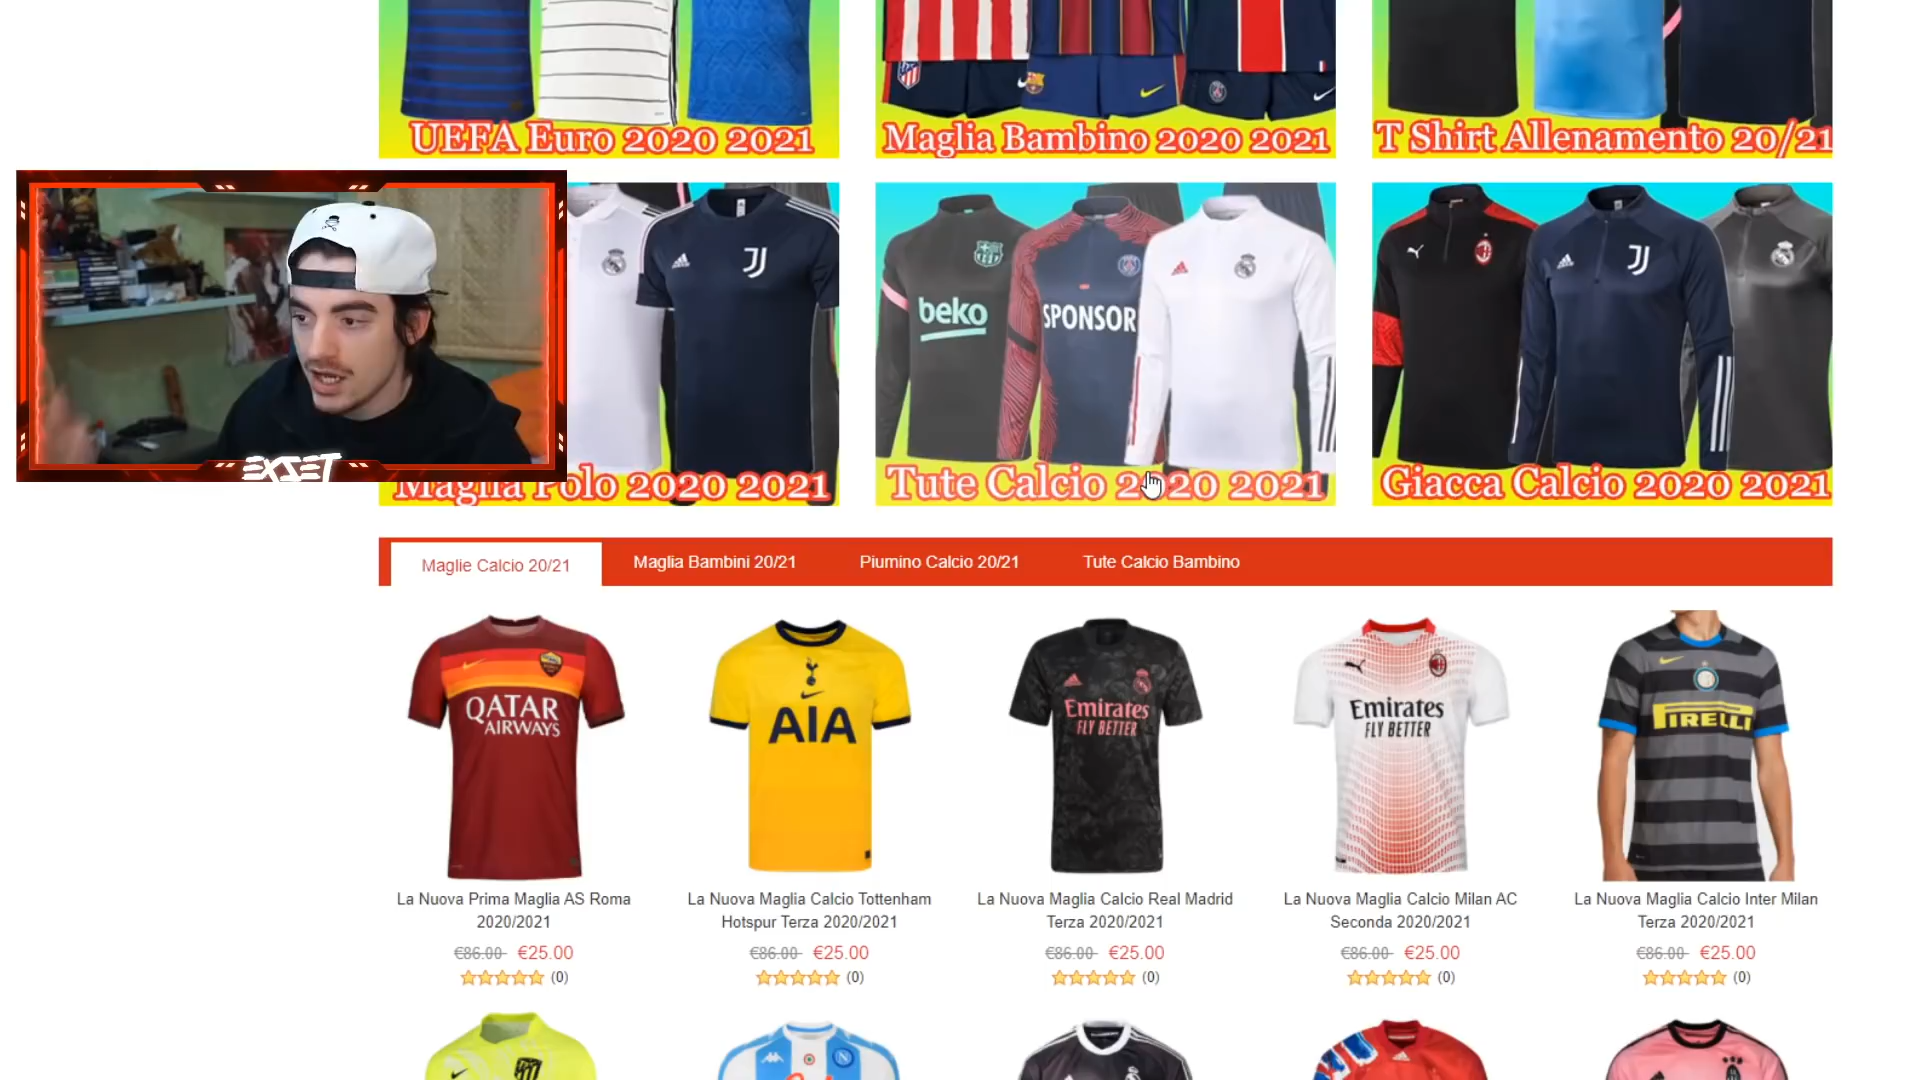 UEFA Euro 2020 2021
Maglia Bambino 2020 2021
T Shirt Allenamento 20/21
EXSET
Maglia Polo 2020 2021
beko
SPONSOR
Tute Calcio 2020 2021
Giacca Calcio 2020 2021
Maglie Calcio 20/21
Maglia Bambini 20/21
Piumino Calcio 20/21
Tute Calcio Bambino
QATAR
AIRWAYS
AIA
Emirates
FLY BETTER
Emirates
FLY BETTER
PIRELLI
La Nuova Prima Maglia AS Roma
2020/2021
€86.00 €25.00
(0)
La Nuova Maglia Calcio Tottenham
Hotspur Terza 2020/2021
€86.00 €25.00
(0)
La Nuova Maglia Calcio Real Madrid
Terza 2020/2021
€86.00 €25.00
(0)
La Nuova Maglia Calcio Milan AC
Seconda 2020/2021
€86.00 €25.00
(0)
La Nuova Maglia Calcio Inter Milan
Terza 2020/2021
€86.00 €25.00
(0)